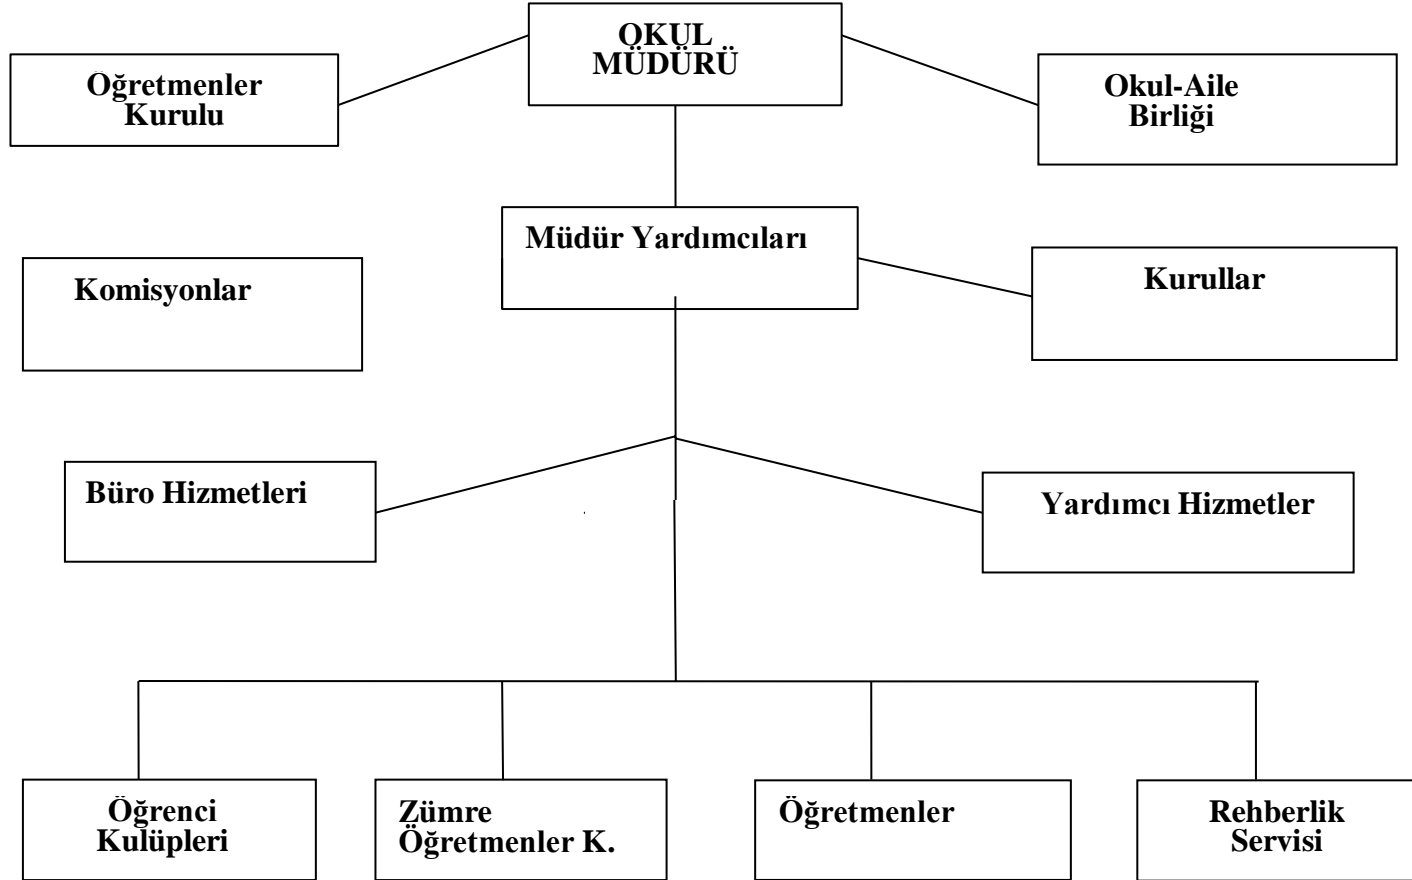 OKUL
MÜDÜRÜ
Öğretmenler
Kurulu
Okul-Aile
Birliği
Müdür Yardımcıları
Komisyonlar
Kurullar
Büro Hizmetleri
Yardımcı Hizmetler
Öğrenci
Kulüpleri
Zümre
Öğretmenler K.
Öğretmenler
Rehberlik
Servisi